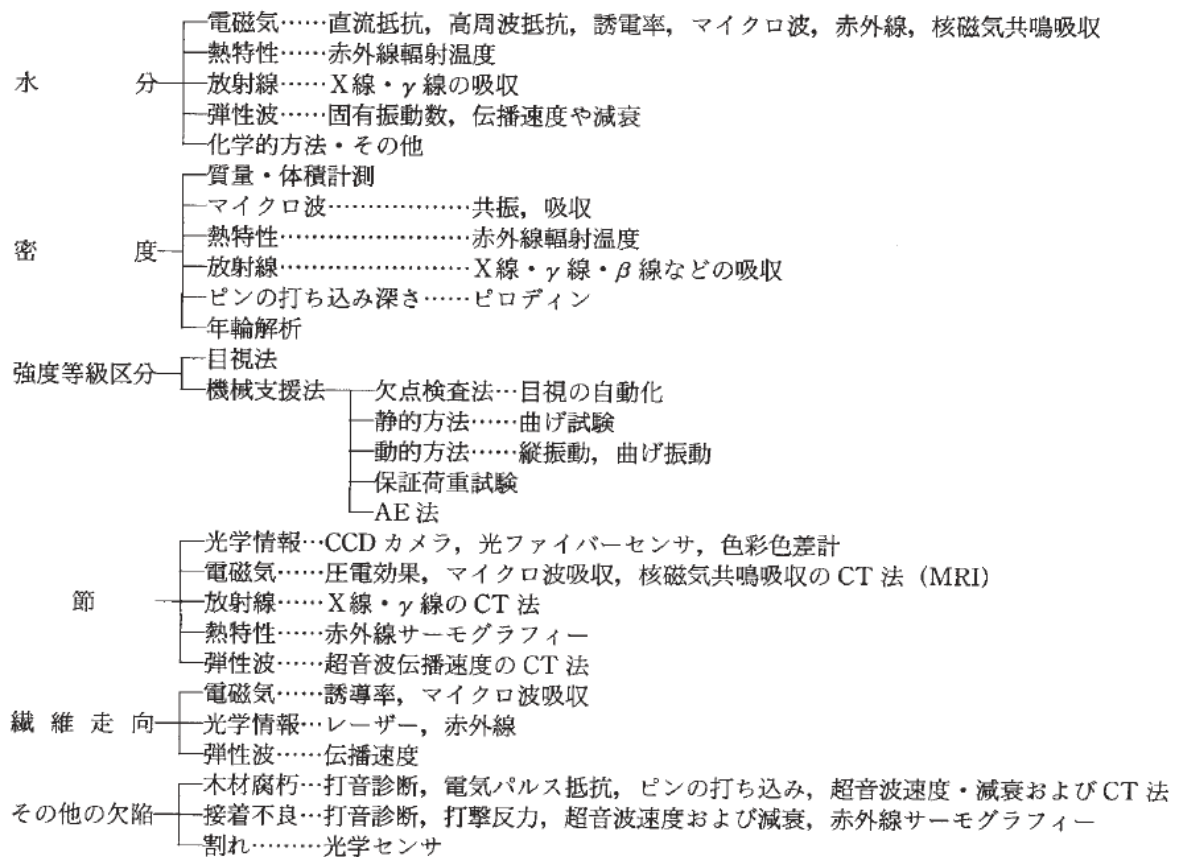 電磁気……直流抵抗，高周波抵抗，誘電率，マイクロ波，赤外線，核磁気共鳴吸収
熱特性……赤外線輻射温度
水分 放射線……X線・γ線の吸収
弾性波……固有振動数，伝播速度や減衰
化学的方法・その他
質量・体積計測
マイクロ波………………共振，吸収
熱特性……………………赤外線輻射温度
密度
放射線……………………X線・γ線・β線などの吸収
ピンの打ち込み深さ……ピロディン
年輪解析
目視法
強度等級区分
機械支援法 欠点検査法…目視の自動化
静的方法……曲げ試験
動的方法……縦振動，曲げ振動
保証荷重試験
AE法
光学情報…CCDカメラ，光ファイバーセンサ，色彩色差計
電磁気……圧電効果，マイクロ波吸収，核磁気共鳴吸収のCT法（MRI）
節 放射線……X線・γ線のCT法
熱特性……赤外線サーモグラフィー
弾性波……超音波伝播速度のCT法
電磁気……誘導率，マイクロ波吸収
繊維走向 光学情報…レーザー，赤外線
弾性波……伝播速度
木材腐朽…打音診断，電気パルス抵抗，ピンの打ち込み，超音波速度・減衰およびCT法
その他の欠陥 接着不良…打音診断，打撃反力，超音波速度および減衰，赤外線サーモグラフィー
割れ………光学センサ